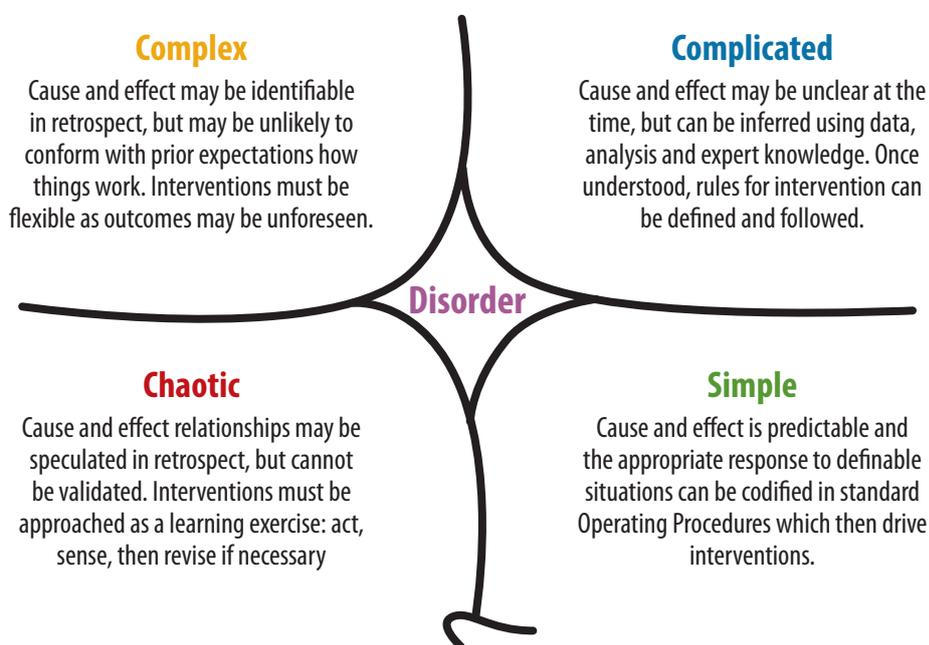 Complex
Cause and effect may be identifiable
in retrospect, but may be unlikely to
conform with prior expectations how
things work. Interventions must be
flexible as outcomes may be unforeseen.
Complicated
Cause and effect may be unclear at the
time, but can be inferred using data,
analysis and expert knowledge. Once
understood, rules for intervention can
be defined and followed.
Disorder
Chaotic
Cause and effect relationships may be
speculated in retrospect, but cannot
be validated. Interventions must be
approached as a learning exercise: act,
sense, then revise if necessary
Simple
Cause and effect is predictable and
the appropriate response to definable
situations can be codified in standard
Operating Procedures which then drive
interventions.